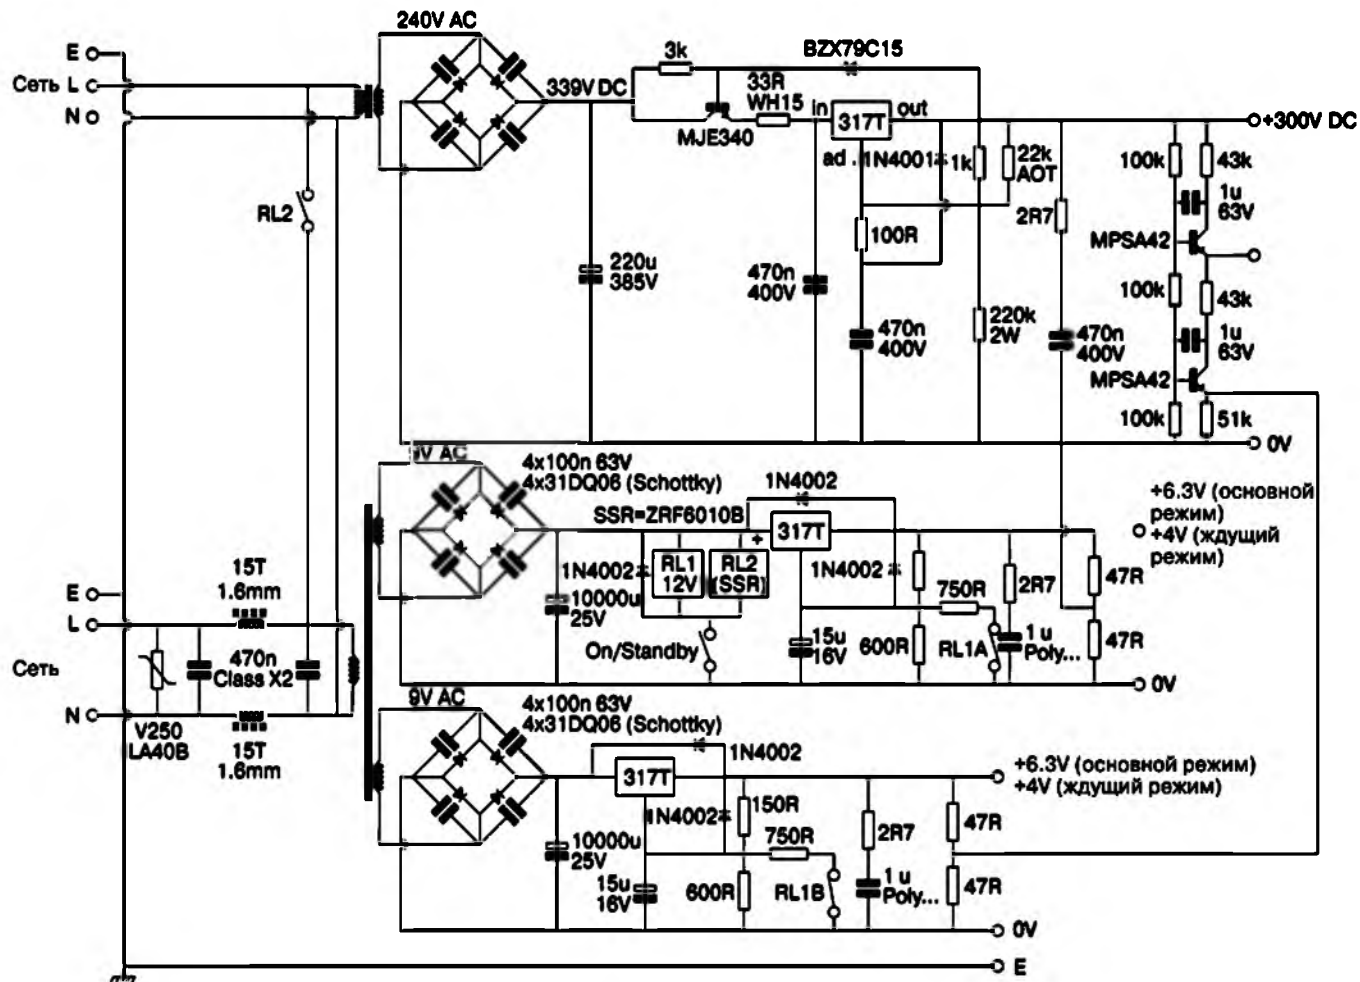 240V AC
E
Сеть L
N
3k
BZX79C15
339V DC
33R
WH15
in
317T
out
+300V DC
MJE340
ad
1N4001
1k
22k
AOT
100k
43k
RL2
1u
63V
2R7
100R
MPSA42
220u
385V
470n
400V
100k
43k
470n
400V
220k
2W
470n
400V
1u
63V
MPSA42
100k
51k
0V
9V AC
4x100n 63V
4x31DQ06 (Schottky)
1N4002
+6.3V (основной
режим)
+4V (ждущий
режим)
SSR=ZRF6010B
+
317T
15T
1.6mm
1N4002
RL1
12V
RL2
(SSR)
1N4002
750R
2R7
47R
E
L
10000u
25V
On/Standby
15u
16V
600R
RL1A
1 u
Poly...
47R
Сеть
470n
Class X2
0V
N
V250
LA40B
15T
1.6mm
9V AC
4x100n 63V
4x31DQ06 (Schottky)
1N4002
317T
+6.3V (основной режим)
+4V (ждущий режим)
1N4002
150R
750R
2R7
47R
10000u
25V
15u
16V
600R
RL1B
1 u
Poly...
47R
0V
E